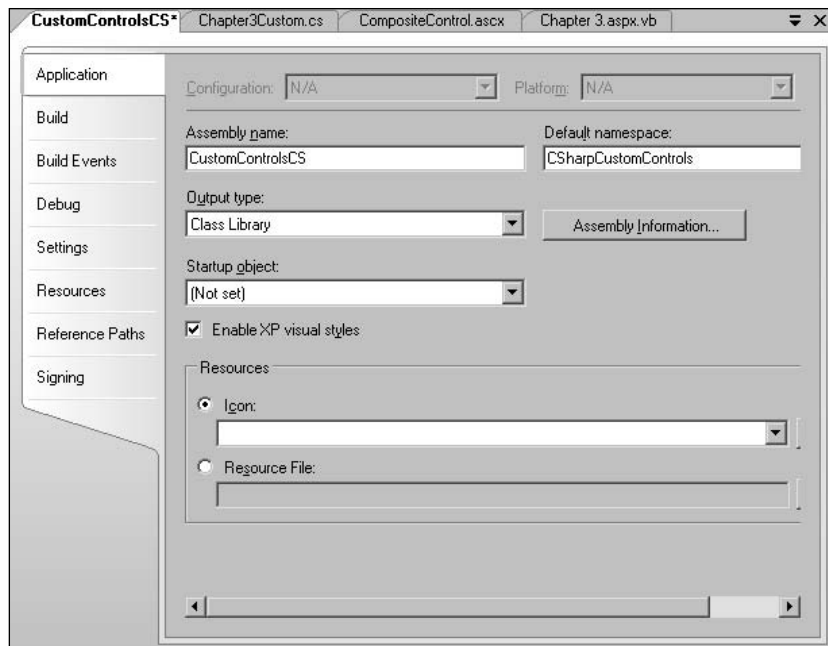 CustomControlsCS* Chapter3Custom.cs CompositeControl.ascx Chapter 3.aspx.vb
Application
Build
Build Events
Debug
Settings
Resources
Reference Paths
Signing
Configuration: N/A Platform: N/A
Assembly name: Default namespace:
CustomControlsCS CSharpCustomControls
Output type:
Class Library Assembly Information...
Startup object:
(Not set)
Enable XP visual styles
Resources
Icon:
Resource File: